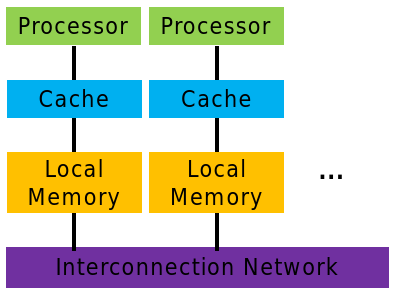 Processor Processor
Cache Cache
Local Local
Memory Memory
...
Interconnection Network